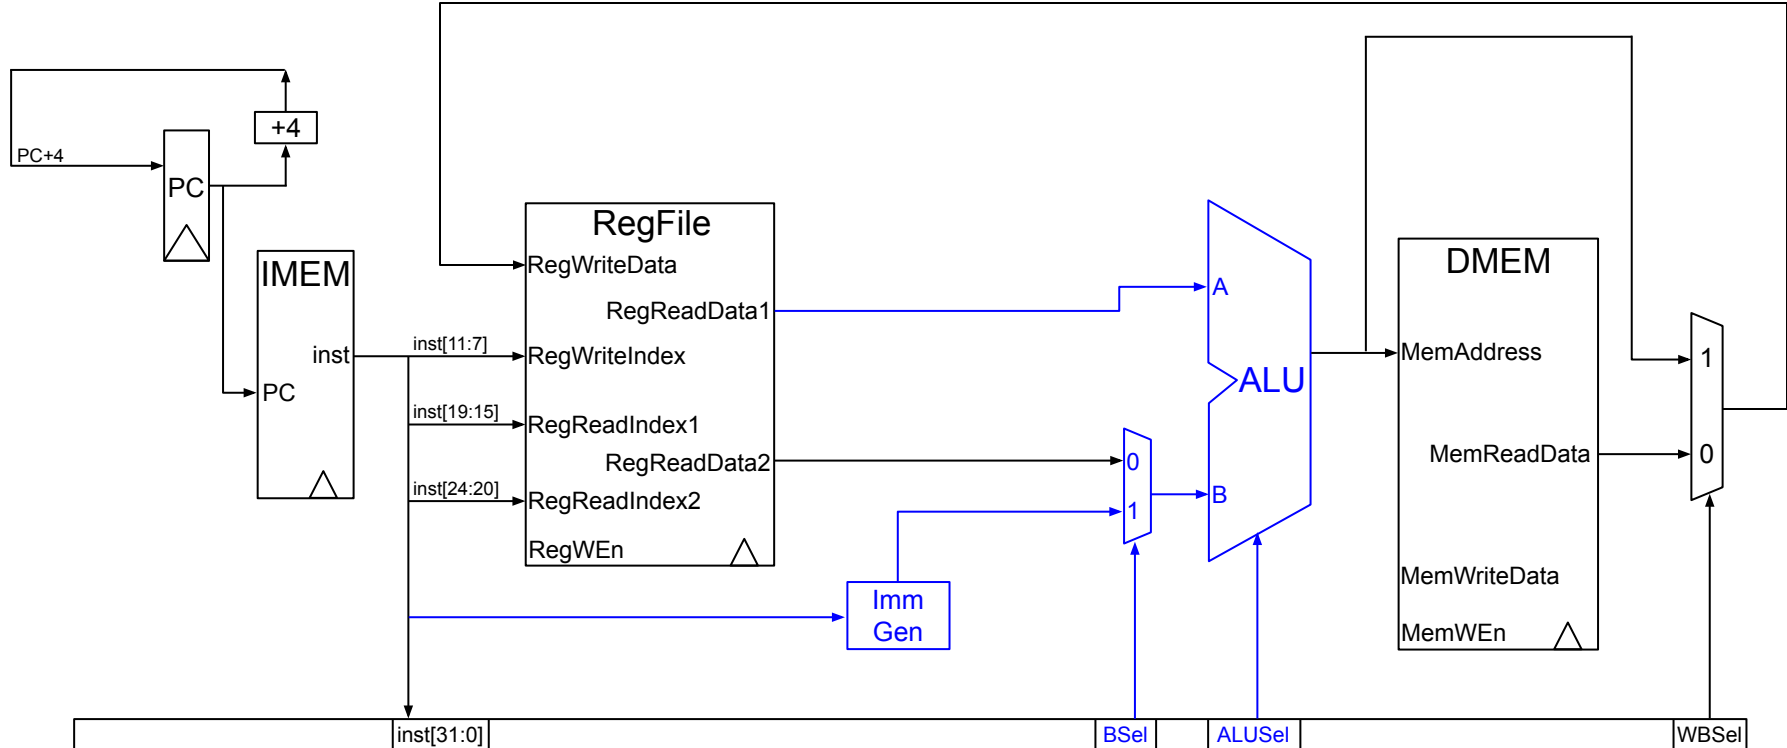 +4
PC+4
PC
IMEM
inst
PC
inst[11:7]
inst[19:15]
inst[24:20]
RegFile
RegWriteData
RegReadData1
RegWriteIndex
RegReadIndex1
RegReadData2
RegReadIndex2
RegWEn
Imm
Gen
0
1
A
ALU
B
DMEM
MemAddress
MemReadData
MemWriteData
MemWEn
1
0
inst[31:0]
BSel
ALUSel
WBSel